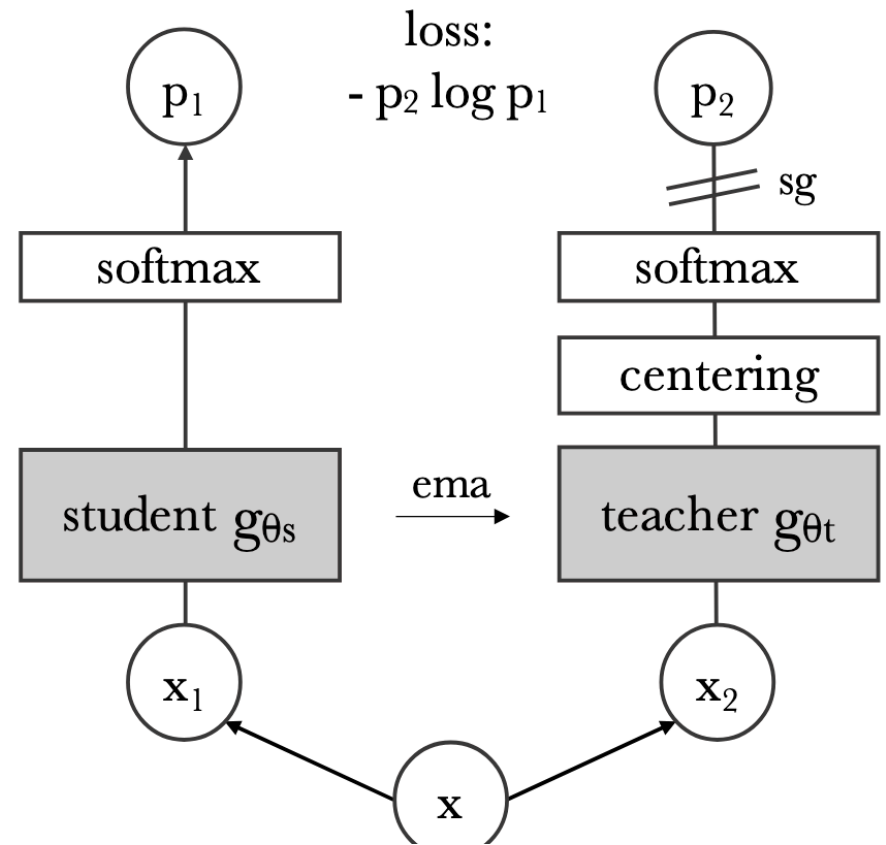 loss:
- p₂ log p₁
p₁
p₂
sg
softmax
softmax
centering
student gθs
ema
teacher gθt
x₁
x₂
x